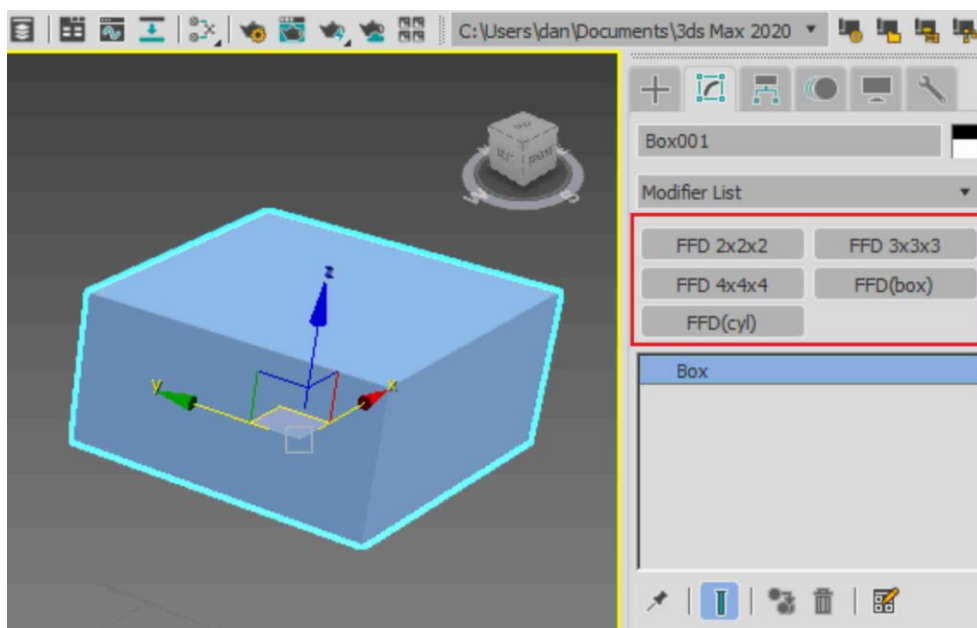 C:\Users\dan\Documents\3ds Max 2020
Box001
Modifier List
FFD 2x2x2 FFD 3x3x3
FFD 4x4x4 FFD(box)
FFD(cyl)
z
Box
y x